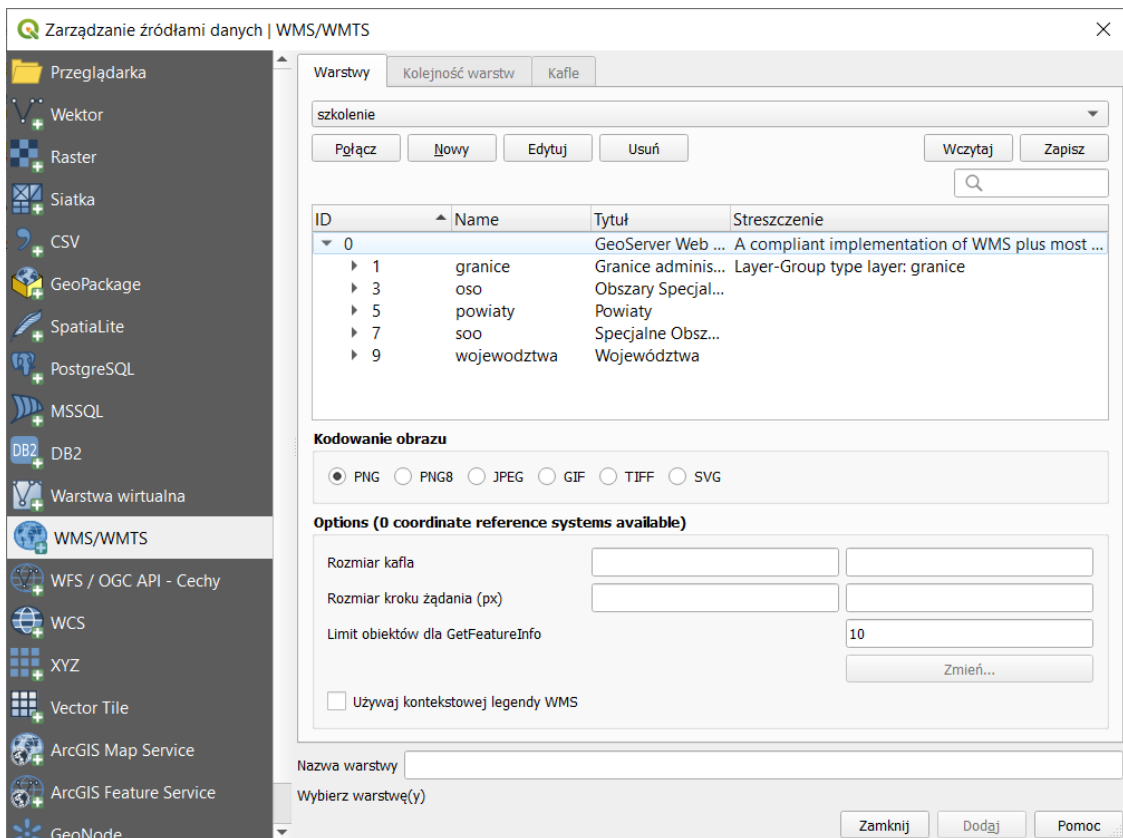 Zarządzanie źródłami danych | WMS/WMTS
Przeglądarka
Wektor
Raster
Siatka
CSV
GeoPackage
SpatiaLite
PostgreSQL
MSSQL
DB2 DB2
Warstwa wirtualna
WMS/WMTS
WFS / OGC API - Cechy
WCS
XYZ
Vector Tile
ArcGIS Map Service
ArcGIS Feature Service
GeoNode
Warstwy Kolejność warstw Kafle
szkolenie
Połącz Nowy Edytuj Usuń Wczytaj Zapisz
ID Name Tytuł Streszczenie
0 GeoServer Web ... A compliant implementation of WMS plus most ...
1 granice Granice adminis... Layer-Group type layer: granice
3 oso Obszary Specjal...
5 powiaty Powiaty
7 soo Specjalne Obsz...
9 wojewodztwa Województwa
Kodowanie obrazu
PNG PNG8 JPEG GIF TIFF SVG
Options (0 coordinate reference systems available)
Rozmiar kafla
Rozmiar kroku żądania (px)
Limit obiektów dla GetFeatureInfo 10
Zmień...
Używaj kontekstowej legendy WMS
Nazwa warstwy
Wybierz warstwę(y)
Zamknij Dodaj Pomoc